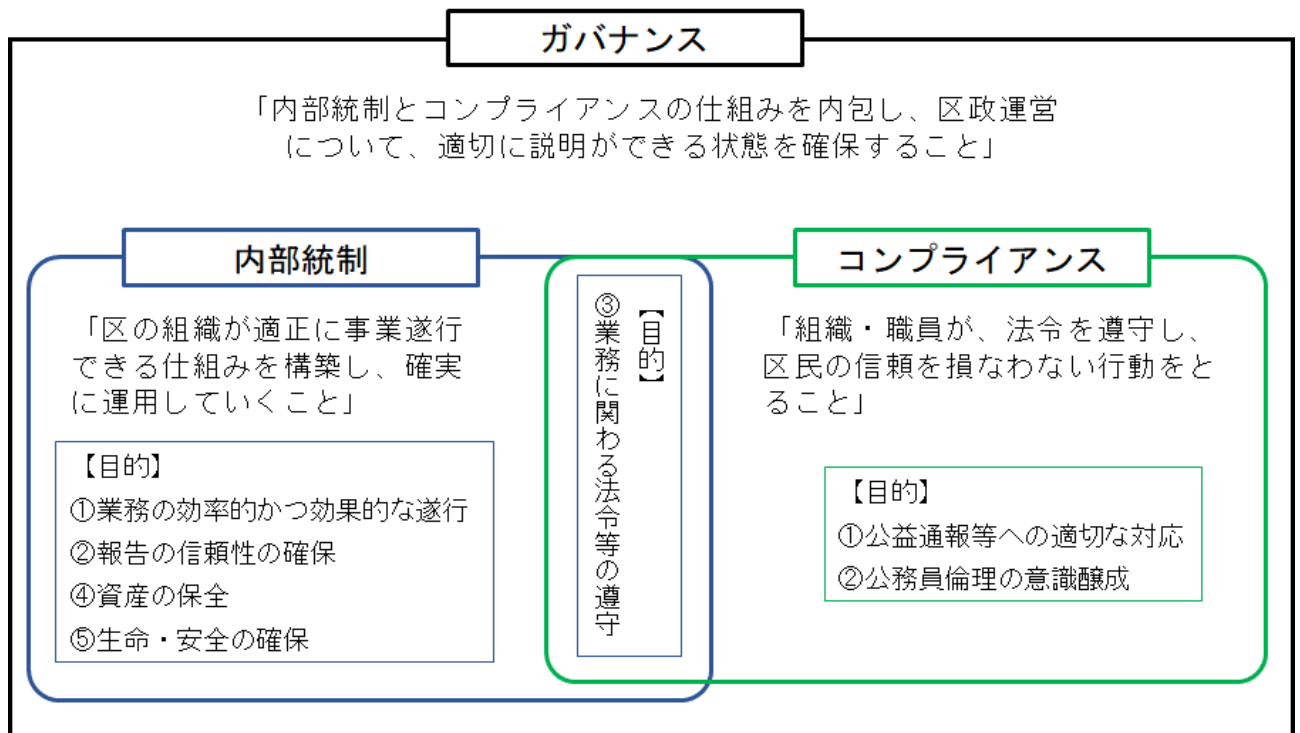 ガバナンス
「内部統制とコンプライアンスの仕組みを内包し、区政運営
について、適切に説明ができる状態を確保すること」
内部統制
「区の組織が適正に事業遂行
できる仕組みを構築し、確実
に運用していくこと」
【目的】
①業務の効率的かつ効果的な遂行
②報告の信頼性の確保
④資産の保全
⑤生命・安全の確保
【目的】
③業務に関わる法令等の遵守
コンプライアンス
「組織・職員が、法令を遵守し、
区民の信頼を損なわない行動をと
ること」
【目的】
①公益通報等への適切な対応
②公務員倫理の意識醸成